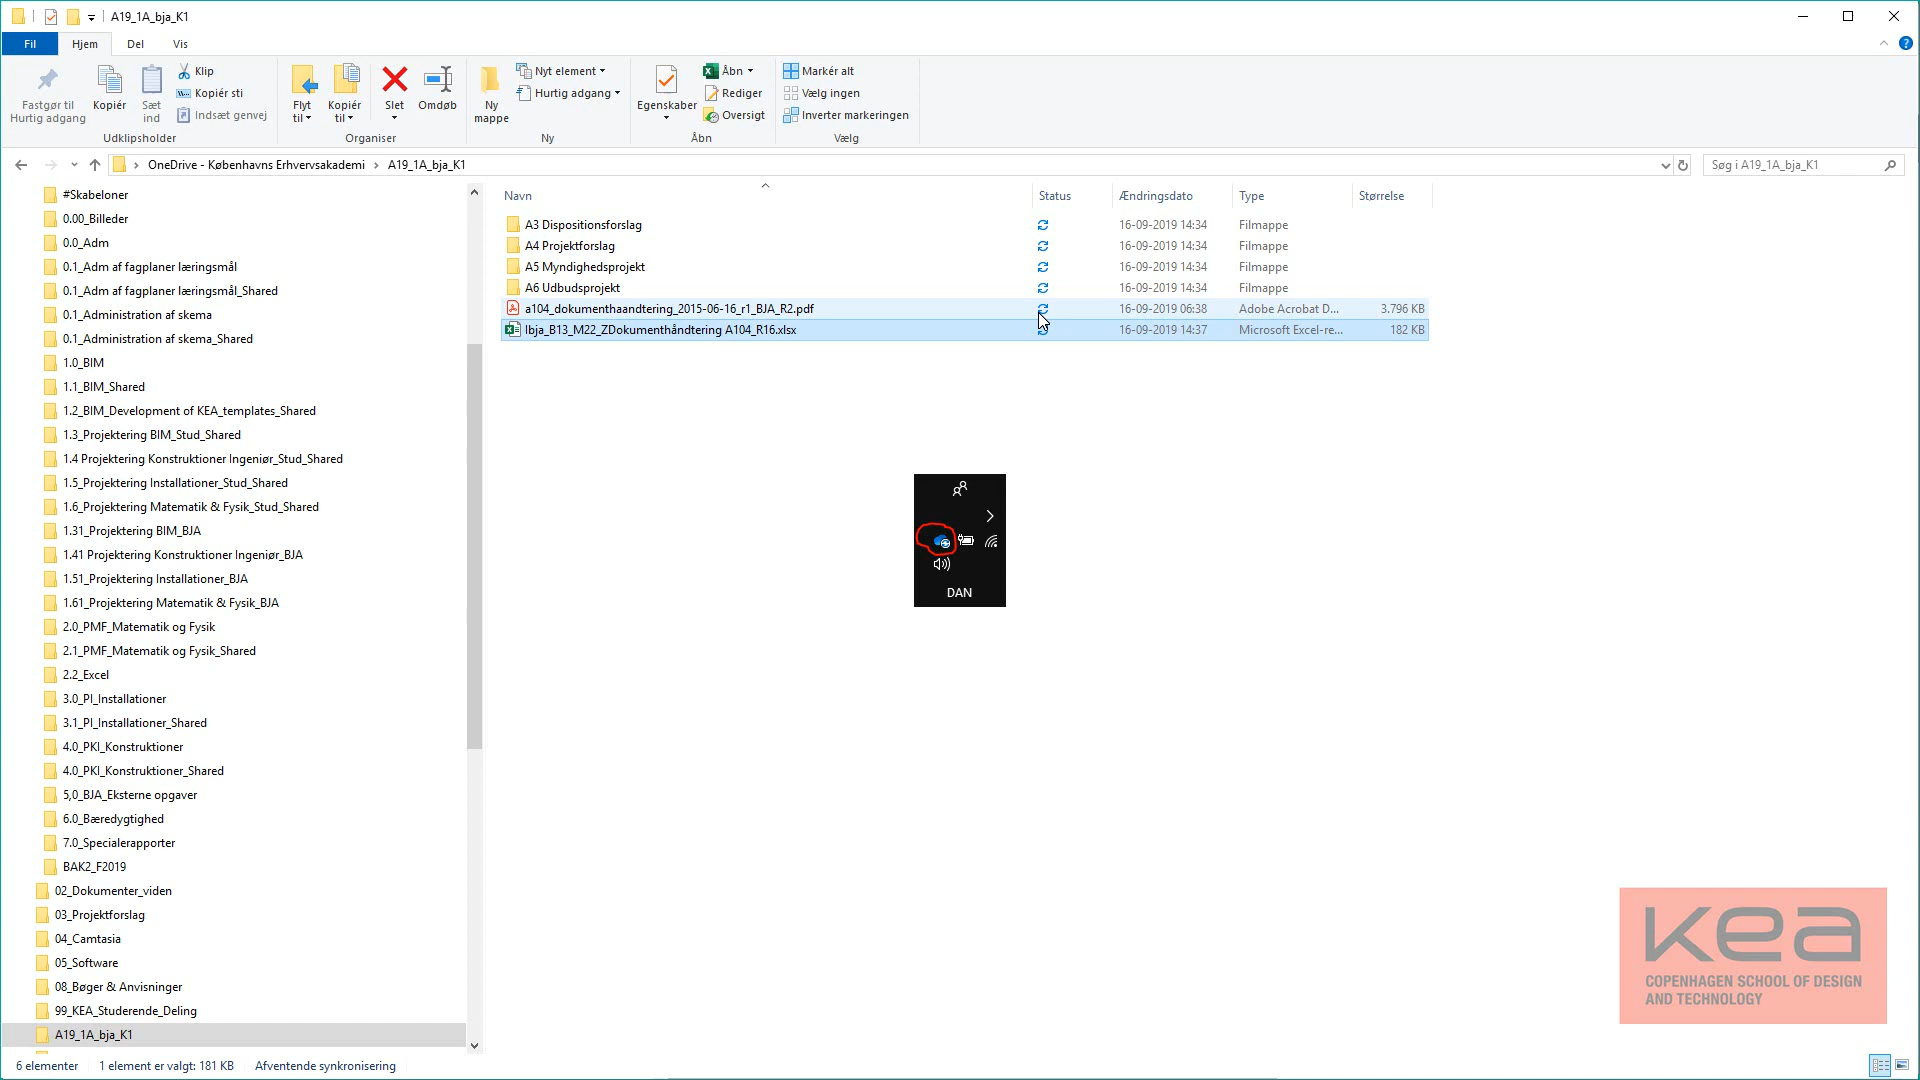 A19_1A_bja_K1
Fil Hjem Del Vis
Fastgør til Hurtig adgang
Kopiér
Sæt ind
Klip
Kopiér sti
Indsæt genvej
Udklipsholder
Flyt til
Kopiér til
Slet
Omdøb
Organiser
Ny mappe
Nyt element
Hurtig adgang
Ny
Egenskaber
Åbn
Rediger
Oversigt
Åbn
Markér alt
Vælg ingen
Inverter markeringen
Vælg
OneDrive - Københavns Erhvervsakademi > A19_1A_bja_K1
Søg i A19_1A_bja_K1
#Skabeloner
0.00_Billeder
0.0_Adm
0.1_Adm af fagplaner læringsmål
0.1_Adm af fagplaner læringsmål_Shared
0.1_Administration af skema
0.1_Administration af skema_Shared
1.0_BIM
1.1_BIM_Shared
1.2_BIM_Development of KEA_templates_Shared
1.3_Projektering BIM_Stud_Shared
1.4 Projektering Konstruktioner Ingeniør_Stud_Shared
1.5_Projektering Installationer_Stud_Shared
1.6_Projektering Matematik & Fysik_Stud_Shared
1.31_Projektering BIM_BJA
1.41 Projektering Konstruktioner Ingeniør_BJA
1.51_Projektering Installationer_BJA
1.61_Projektering Matematik & Fysik_BJA
2.0_PMF_Matematik og Fysik
2.1_PMF_Matematik og Fysik_Shared
2.2_Excel
3.0_PI_Installationer
3.1_PI_Installationer_Shared
4.0_PKI_Konstruktioner
4.0_PKI_Konstruktioner_Shared
5,0_BJA_Eksterne opgaver
6.0_Bæredygtighed
7.0_Specialerapporter
BAK2_F2019
02_Dokumenter_viden
03_Projektforslag
04_Camtasia
05_Software
08_Bøger & Anvisninger
99_KEA_Studerende_Deling
A19_1A_bja_K1
Navn Status Ændringsdato Type Størrelse
A3 Dispositionsforslag 16-09-2019 14:34 Filmappe
A4 Projektforslag 16-09-2019 14:34 Filmappe
A5 Myndighedsprojekt 16-09-2019 14:34 Filmappe
A6 Udbudsprojekt 16-09-2019 14:34 Filmappe
a104_dokumenthaandtering_2015-06-16_r1_BJA_R2.pdf 16-09-2019 06:38 Adobe Acrobat D... 3.796 KB
lbja_B13_M22_ZDokumenthåndtering A104_R16.xlsx 16-09-2019 14:37 Microsoft Excel-re... 182 KB
DAN
kea
COPENHAGEN SCHOOL OF DESIGN
AND TECHNOLOGY
6 elementer 1 element er valgt: 181 KB Afventende synkronisering